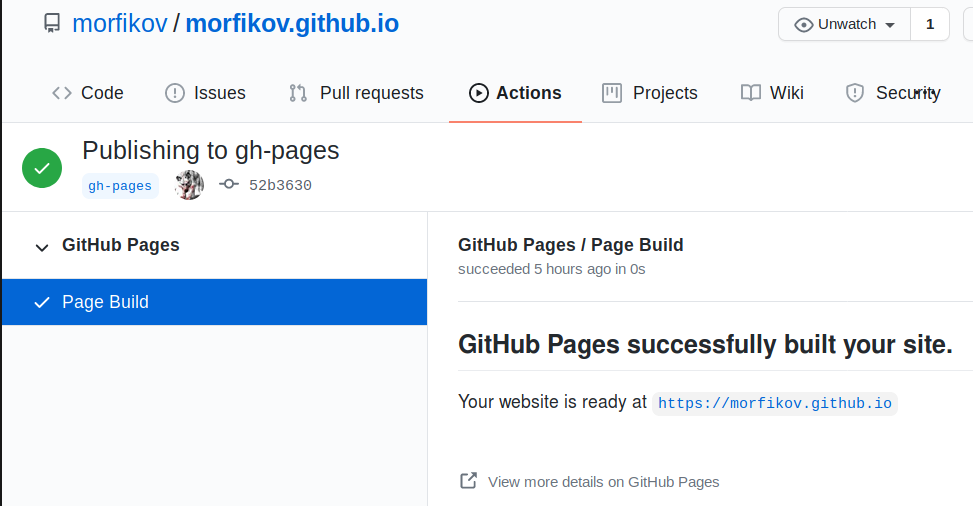 morfikov / morfikov.github.io
Unwatch 1
Code Issues Pull requests Actions Projects Wiki Security
Publishing to gh-pages
gh-pages 52b3630
GitHub Pages
Page Build
GitHub Pages / Page Build
succeeded 5 hours ago in 0s
GitHub Pages successfully built your site.
Your website is ready at https://morfikov.github.io
View more details on GitHub Pages